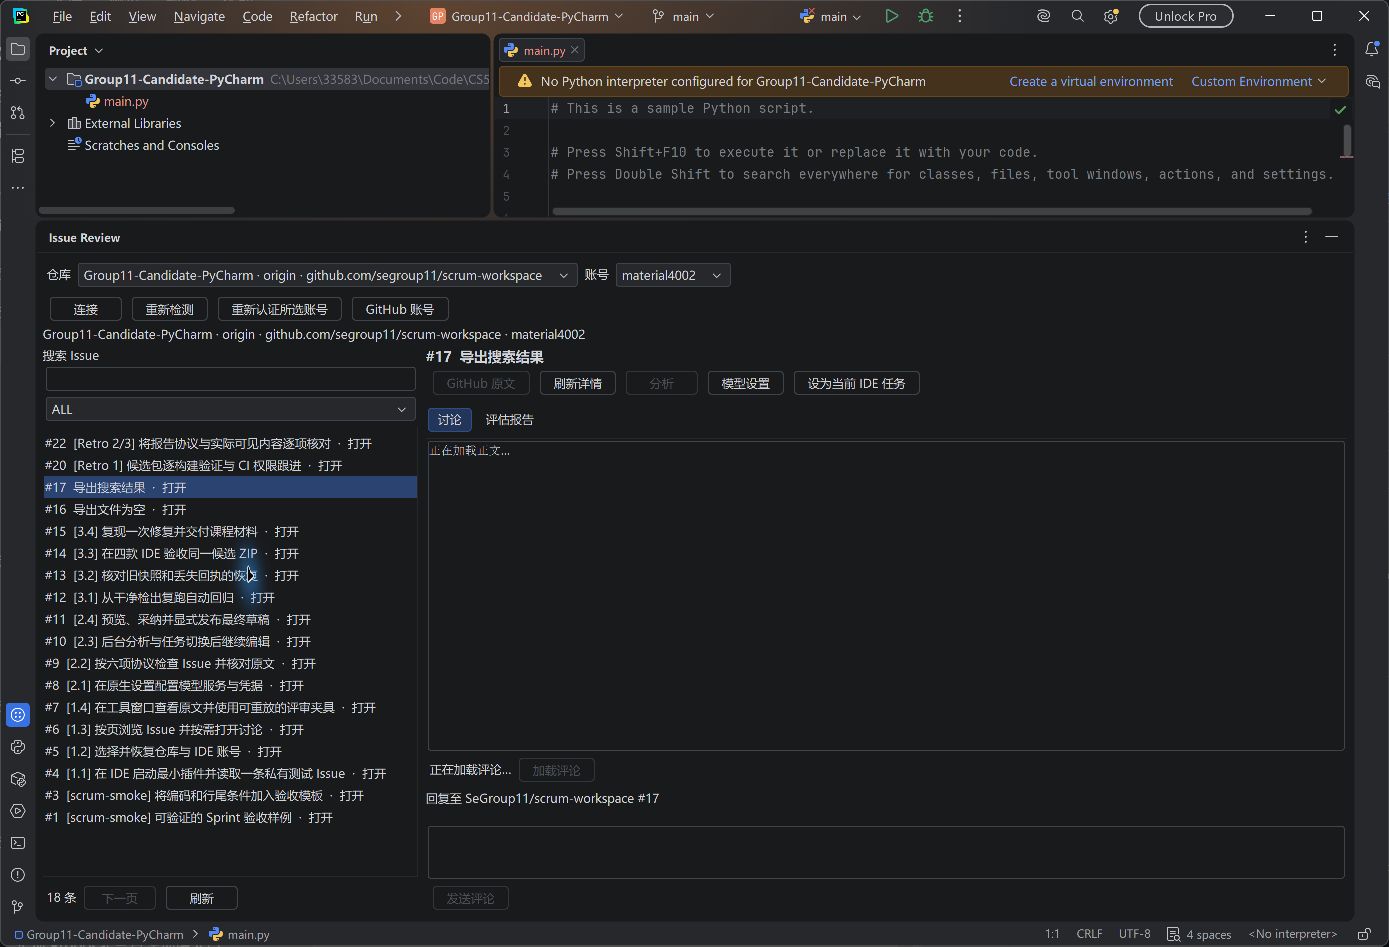 PC File Edit View Navigate Code Refactor Run GP Group11-Candidate-PyCharm main main Unlock Pro
Project
Group11-Candidate-PyCharm C:\Users\33583\Documents\Code\CS5
main.py
External Libraries
Scratches and Consoles
main.py
No Python interpreter configured for Group11-Candidate-PyCharm Create a virtual environment Custom Environment
1 # This is a sample Python script.
2
3 # Press Shift+F10 to execute it or replace it with your code.
4 # Press Double Shift to search everywhere for classes, files, tool windows, actions, and settings.
5
Issue Review
仓库 Group11-Candidate-PyCharm · origin · github.com/segroup11/scrum-workspace 账号 material4002
连接 重新检测 重新认证所选账号 GitHub 账号
Group11-Candidate-PyCharm · origin · github.com/segroup11/scrum-workspace · material4002
搜索 Issue
ALL
#22 [Retro 2/3] 将报告协议与实际可见内容逐项核对 · 打开
#20 [Retro 1] 候选包逐构建验证与 CI 权限跟进 · 打开
#17 导出搜索结果 · 打开
#16 导出文件为空 · 打开
#15 [3.4] 复现一次修复并交付课程材料 · 打开
#14 [3.3] 在四款 IDE 验收同一候选 ZIP · 打开
#13 [3.2] 核对旧快照和丢失回执的恢复 · 打开
#12 [3.1] 从干净检出复跑自动回归 · 打开
#11 [2.4] 预览、采纳并显式发布最终草稿 · 打开
#10 [2.3] 后台分析与任务切换后继续编辑 · 打开
#9 [2.2] 按六项协议检查 Issue 并核对原文 · 打开
#8 [2.1] 在原生设置配置模型服务与凭据 · 打开
#7 [1.4] 在工具窗口查看原文并使用可重放的评审夹具 · 打开
#6 [1.3] 按页浏览 Issue 并按需打开讨论 · 打开
#5 [1.2] 选择并恢复仓库与 IDE 账号 · 打开
#4 [1.1] 在 IDE 启动最小插件并读取一条私有测试 Issue · 打开
#3 [scrum-smoke] 将编码和行尾条件加入验收模板 · 打开
#1 [scrum-smoke] 可验证的 Sprint 验收样例 · 打开
18 条 下一页 刷新
#17 导出搜索结果
GitHub 原文 刷新详情 分析 模型设置 设为当前 IDE 任务
讨论 评估报告
正在加载正文...
正在加载评论... 加载评论
回复至 SeGroup11/scrum-workspace #17
发送评论
Group11-Candidate-PyCharm main.py 1:1 CRLF UTF-8 4 spaces <No interpreter>